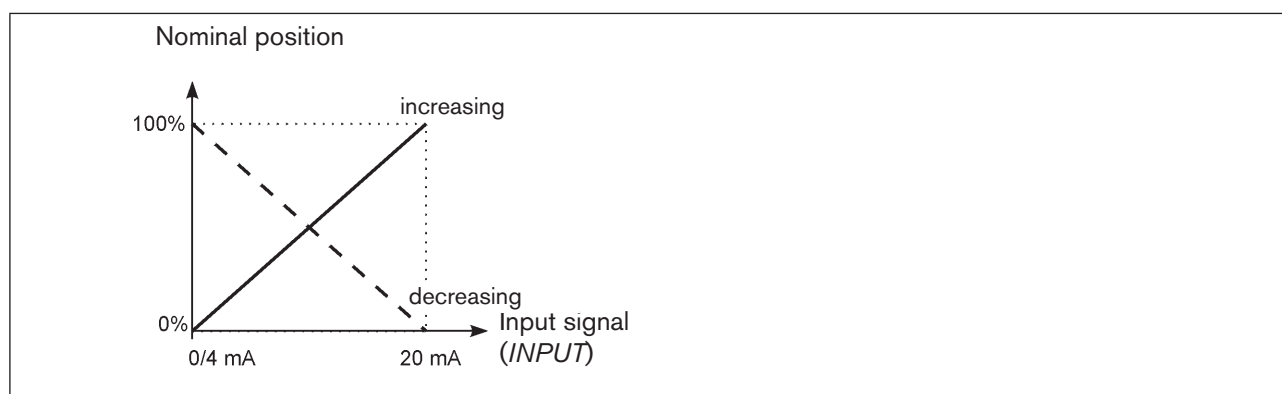 Nominal position
increasing
100%
decreasing
0%
Input signal
(INPUT)
0/4 mA
20 mA